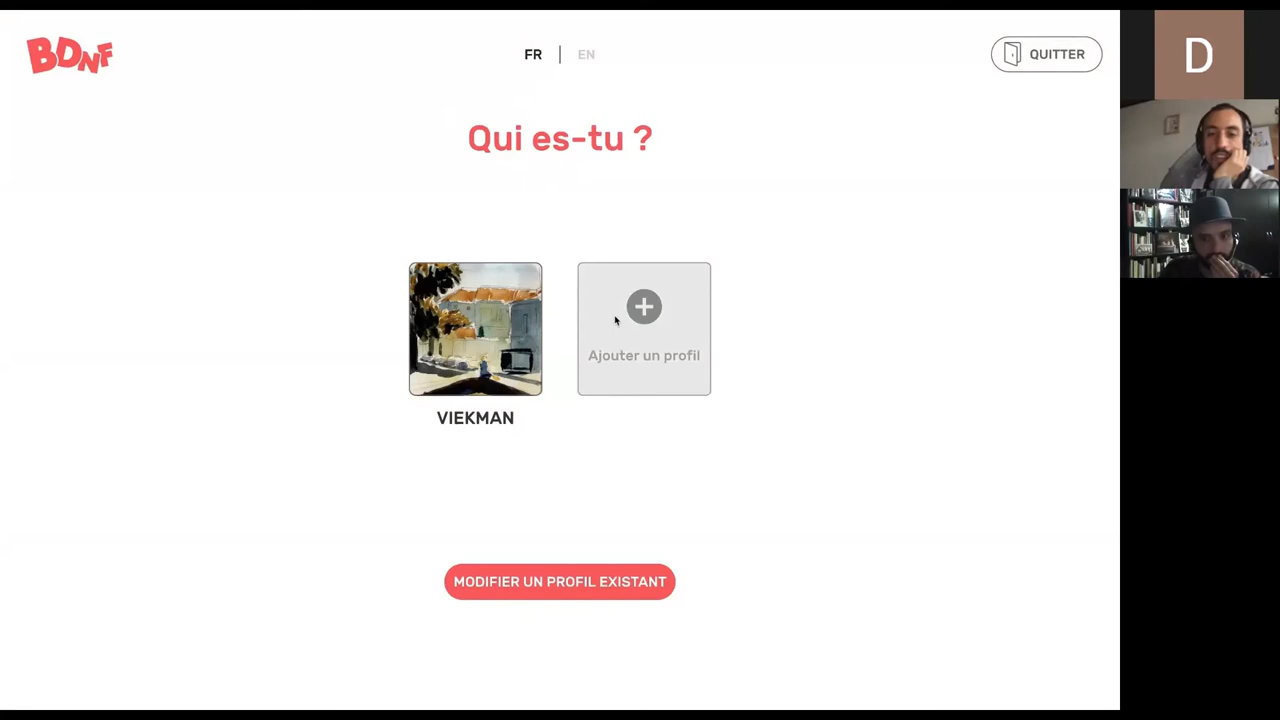 BDNF
FR | EN
QUITTER
Qui es-tu ?
Ajouter un profil
VIEKMAN
MODIFIER UN PROFIL EXISTANT
D